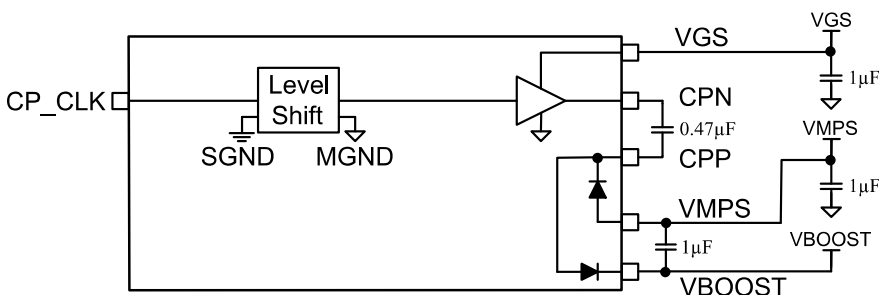 VGS
VGS
1μF
CP_CLK
Level
Shift
CPN
0.47μF
SGND
MGND
CPP
VMPS
1μF
VMPS
1μF
VBOOST
VBOOST